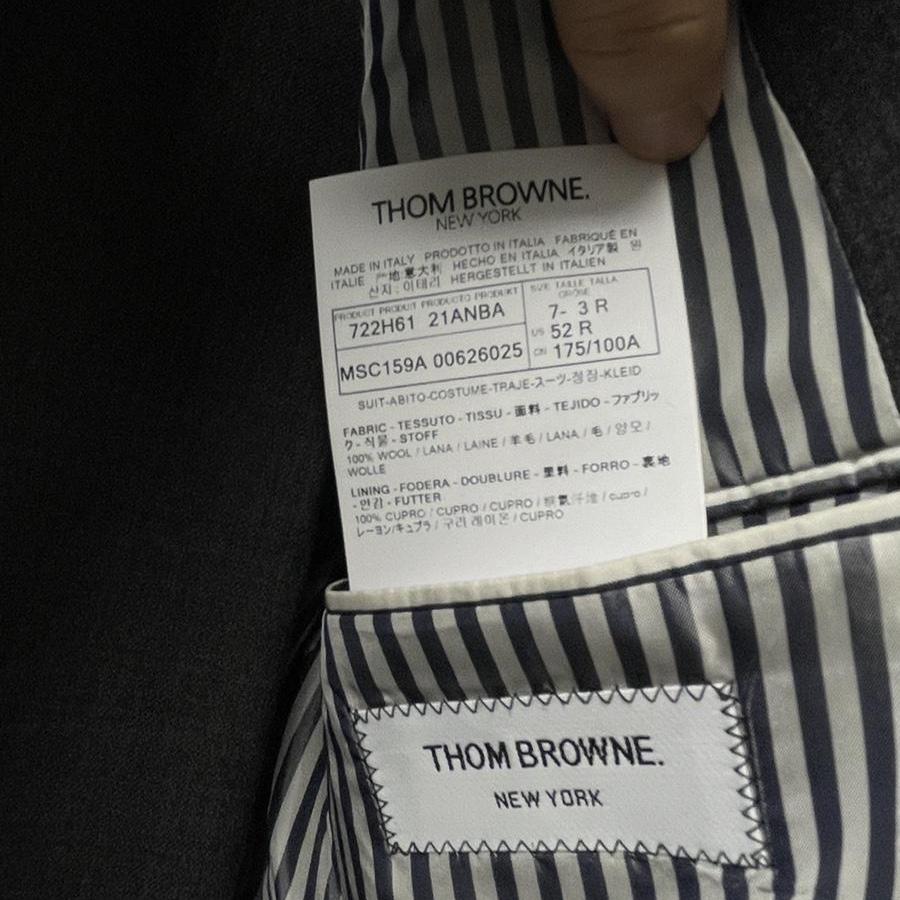 THOM BROWNE.
NEW YORK
MADE IN ITALY PRODOTTO IN ITALIA FABRIQUÉ EN
ITALIE 产地意大利 HECHO EN ITALIA イタリア製 원
산지: 이태리 HERGESTELLT IN ITALIEN
PRODUCT PRODUIT PRODUCTO PRODUKT
SIZE TAILLE TALLA
GRÖßE
722H61 21ANBA
7- 3 R
US 52 R
MSC159A 00626025
CN 175/100A
SUIT-ABITO-COSTUME-TRAJE-スーツ-정장-KLEID
FABRIC - TESSUTO - TISSU - 面料 - TEJIDO - ファブリッ
ク - 직물 - STOFF
100% WOOL / LANA / LAINE / 羊毛 / LANA / 毛 / 양모 /
WOLLE
LINING - FODERA - DOUBLURE - 里料 - FORRO - 裏地
- 안감 - FUTTER
100% CUPRO / CUPRO / CUPRO / cupro /
レーヨン/キュプラ / 구리 레이온 / CUPRO
THOM BROWNE.
NEW YORK